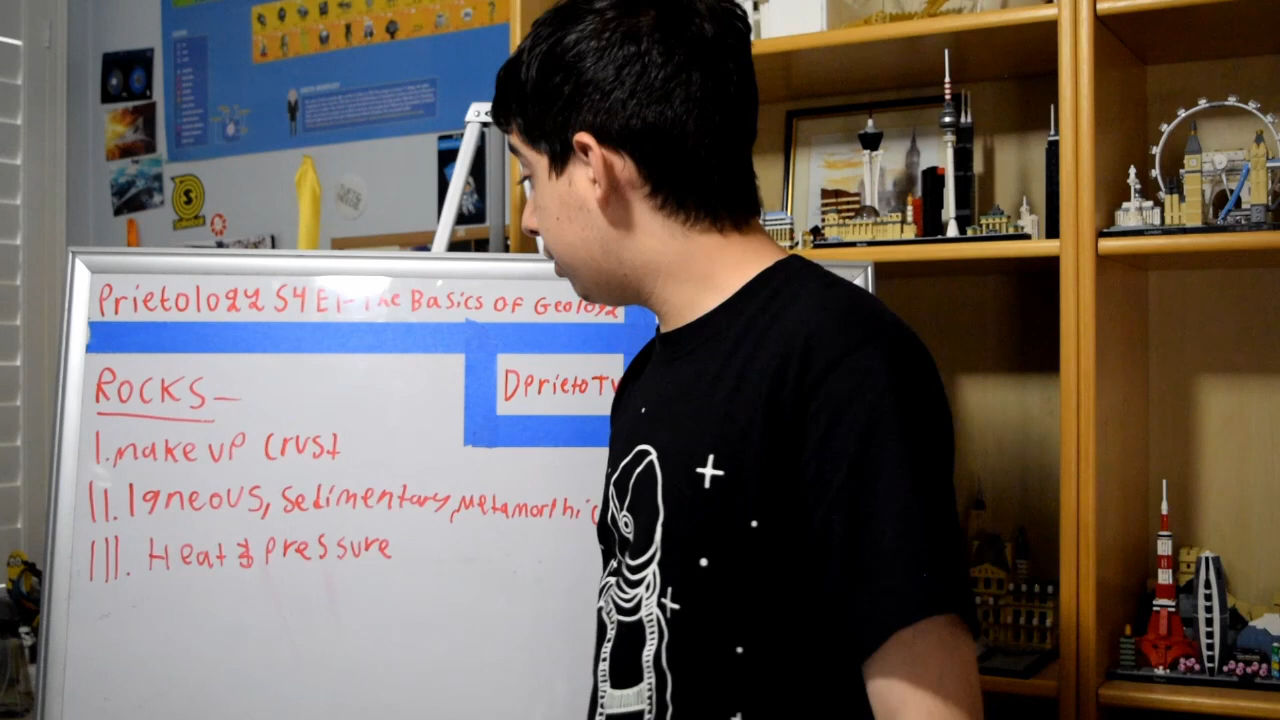 Prietology S4 E1-The Basics of Geology
DprietoTV
ROCKS-
I. make up crust
II. Igneous, sedimentary, metamorphic
III. Heat & pressure